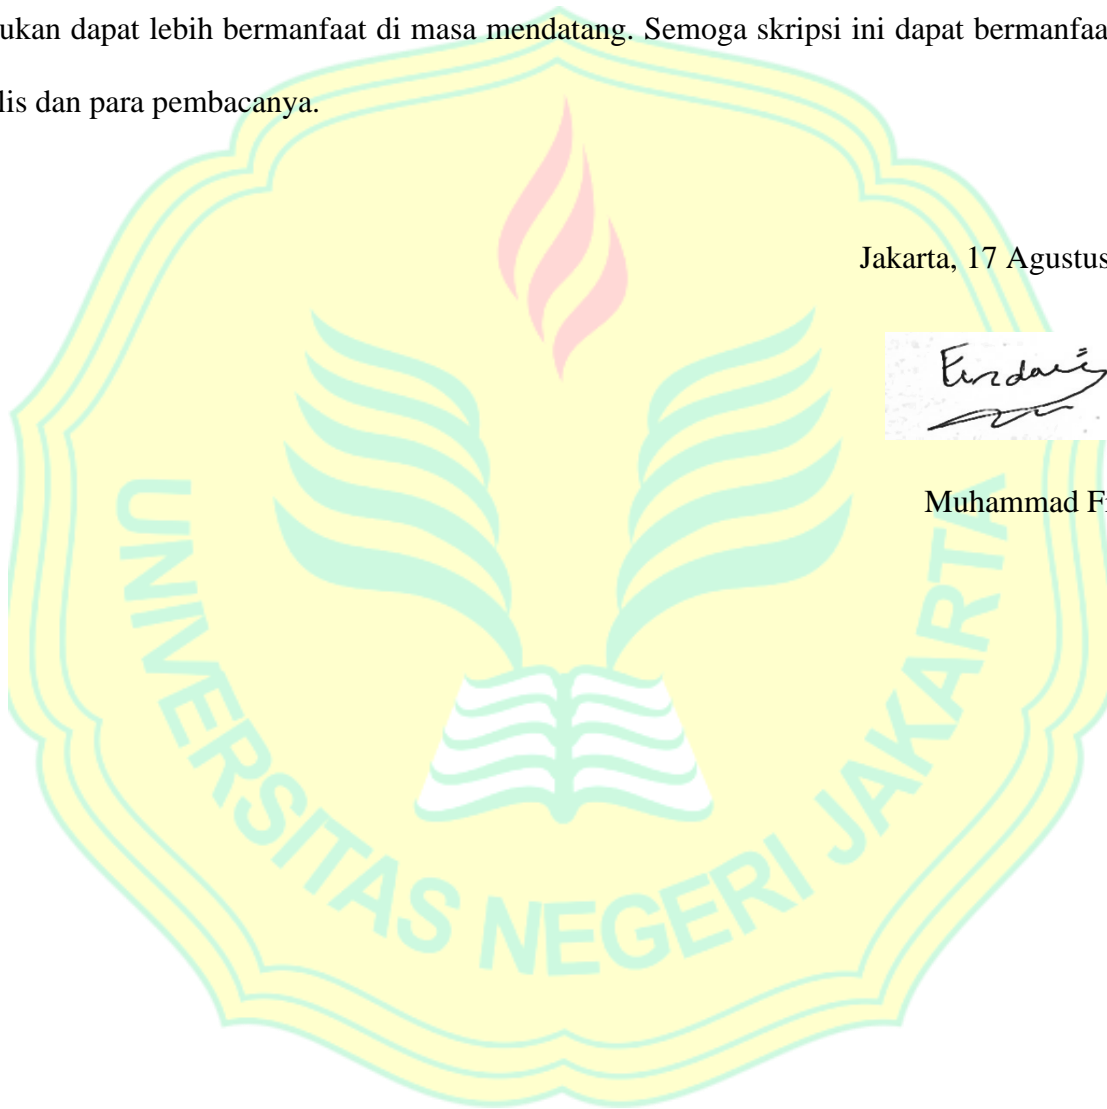 ukan dapat lebih bermanfaat di masa mendatang. Semoga skripsi ini dapat bermanfaa
lis dan para pembacanya.
Jakarta, 17 Agustus
Muhammad F
UNIVERSITAS NEGERI JAKARTA